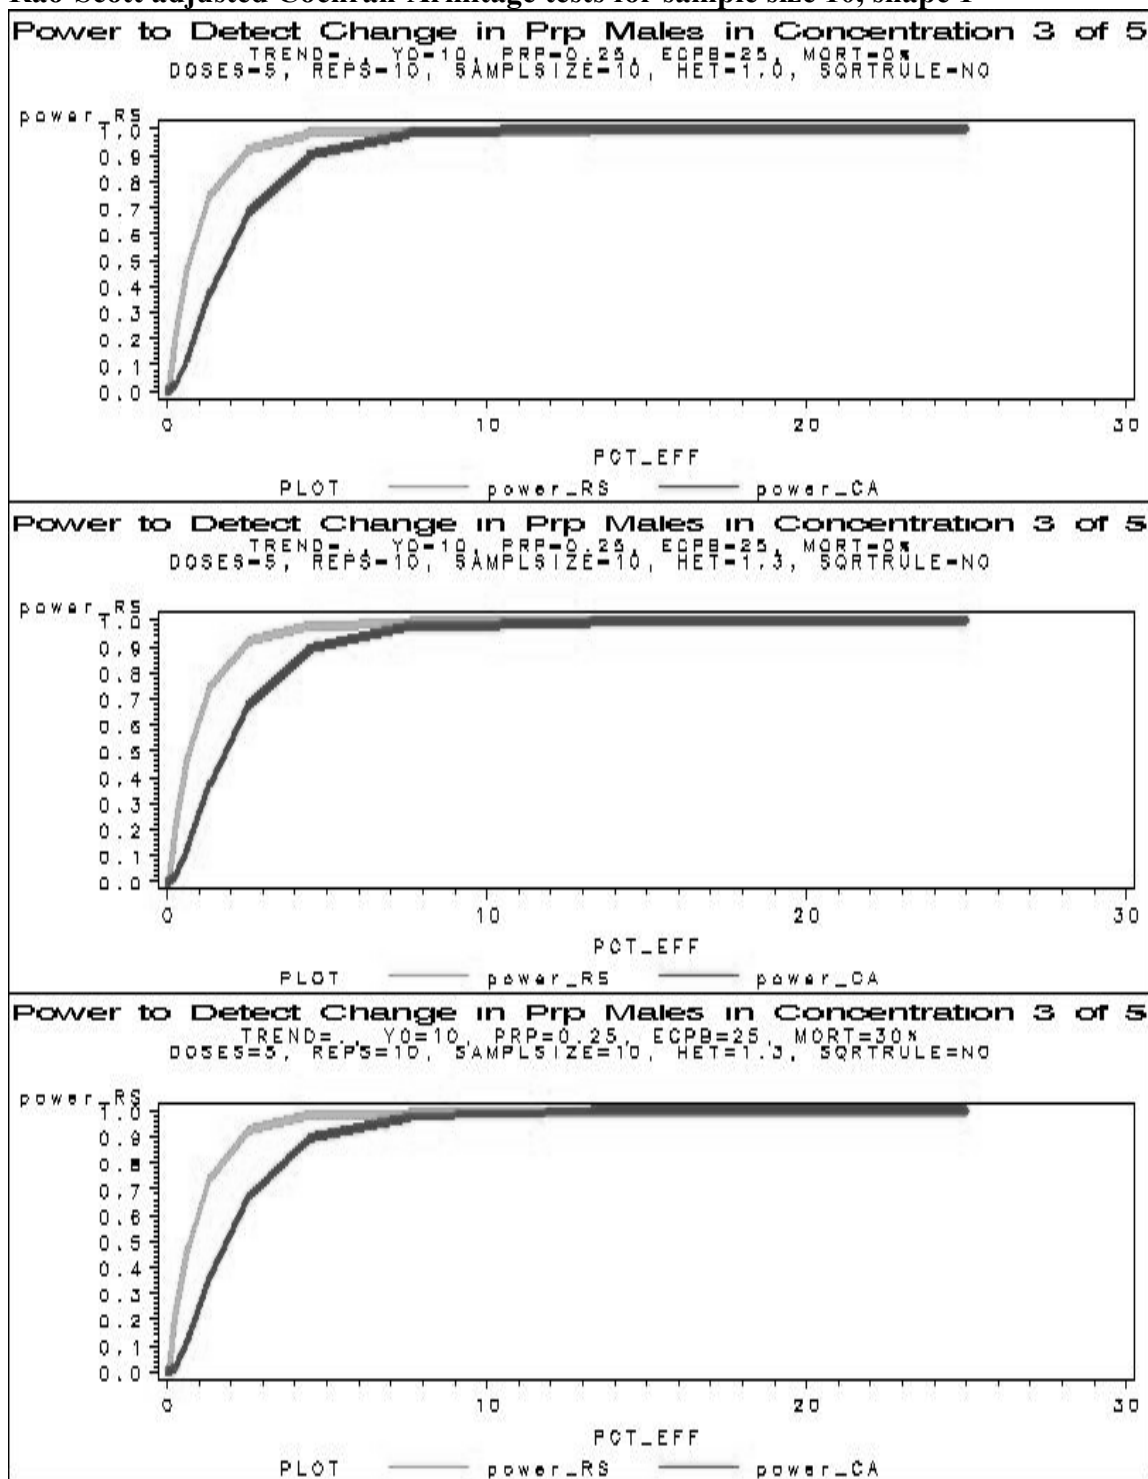 Rao-Scott adjusted Cochran-Armitage tests for sample size 10, shape 1
Power to Detect Change in Prp Males in Concentration 3 of 5
TREND=., Y0=10, PRP=0.25, ECPB=25, MORT=0%
DOSES=5, REPS=10, SAMPLSIZE=10, HET=1.0, SQRTRULE=NO
power_RS
1.0
0.9
0.8
0.7
0.6
0.5
0.4
0.3
0.2
0.1
0.0
0 10 20 30
PCT_EFF
PLOT power_RS power_CA
Power to Detect Change in Prp Males in Concentration 3 of 5
TREND=., Y0=10, PRP=0.25, ECPB=25, MORT=0%
DOSES=5, REPS=10, SAMPLSIZE=10, HET=1.3, SQRTRULE=NO
power_RS
1.0
0.9
0.8
0.7
0.6
0.5
0.4
0.3
0.2
0.1
0.0
0 10 20 30
PCT_EFF
PLOT power_RS power_CA
Power to Detect Change in Prp Males in Concentration 3 of 5
TREND=., Y0=10, PRP=0.25, ECPB=25, MORT=30%
DOSES=5, REPS=10, SAMPLSIZE=10, HET=1.3, SQRTRULE=NO
power_RS
1.0
0.9
0.8
0.7
0.6
0.5
0.4
0.3
0.2
0.1
0.0
0 10 20 30
PCT_EFF
PLOT power_RS power_CA